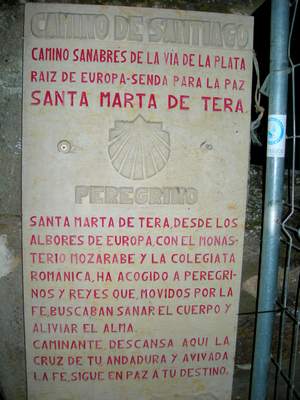 CAMINO DE SANTIAGO
CAMINO SANABRÉS DE LA VÍA DE LA PLATA
RAIZ DE EUROPA-SENDA PARA LA PAZ
SANTA MARTA DE TERA
PEREGRINO
SANTA MARTA DE TERA, DESDE LOS
ALBORES DE EUROPA, CON EL MONAS-
TERIO MOZÁRABE Y LA COLEGIATA
ROMANICA, HA ACOGIDO A PEREGRI-
NOS Y REYES QUE, MOVIDOS POR LA
FE, BUSCABAN SANAR EL CUERPO Y
ALIVIAR EL ALMA.
CAMINANTE, DESCANSA AQUI LA
CRUZ DE TU ANDADURA Y AVIVADA
LA FE, SIGUE EN PAZ A TU DESTINO.